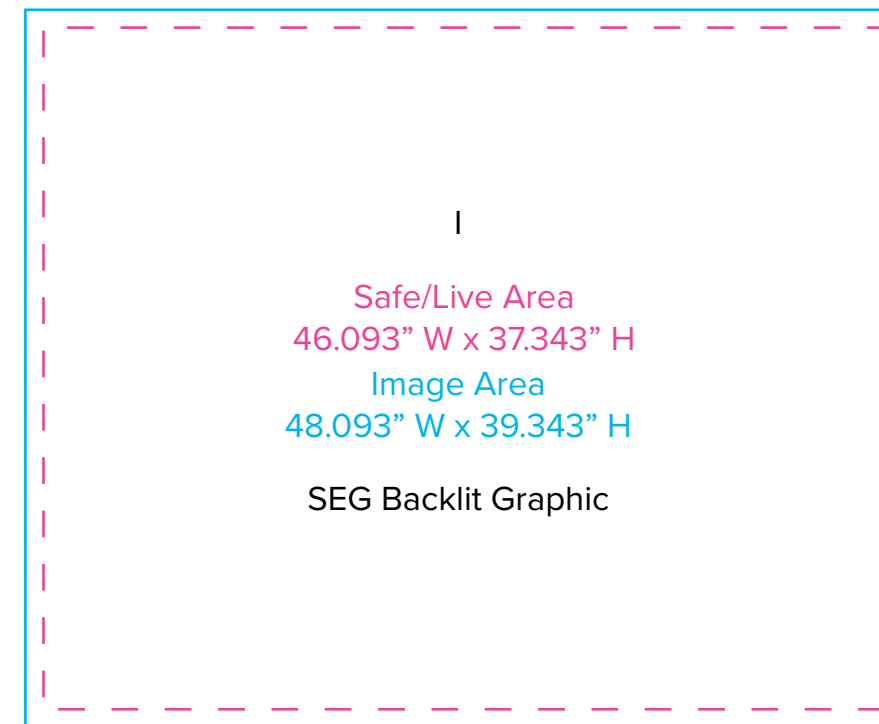 I
Safe/Live Area
46.093” W x 37.343” H
Image Area
48.093” W x 39.343” H
SEG Backlit Graphic